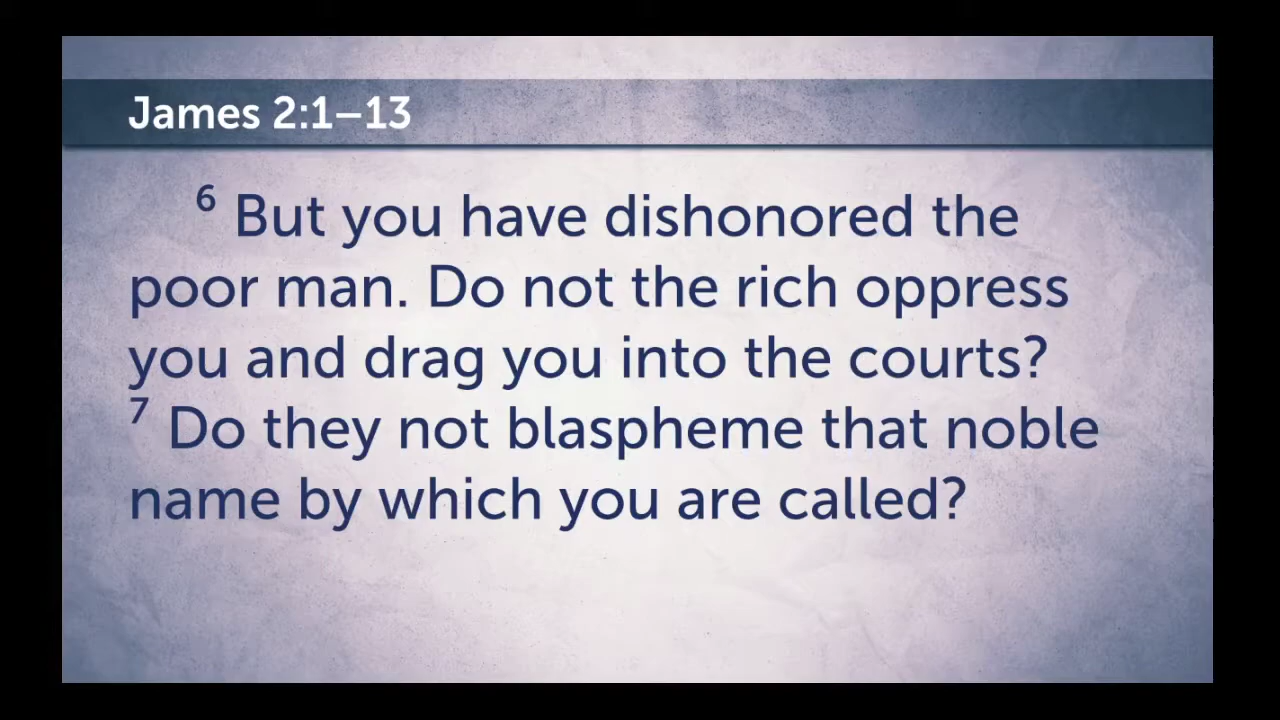 James 2:1–13
6 But you have dishonored the
poor man. Do not the rich oppress
you and drag you into the courts?
7 Do they not blaspheme that noble
name by which you are called?